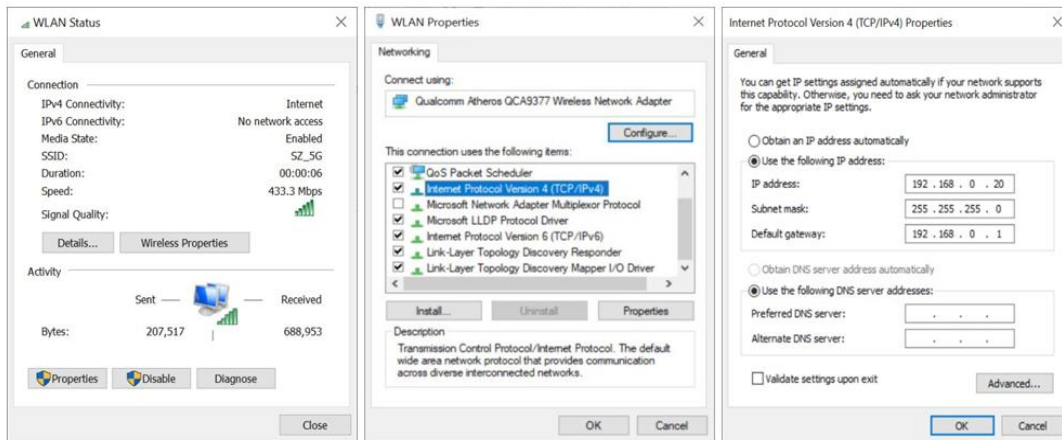 WLAN Status
General
Connection
IPv4 Connectivity: Internet
IPv6 Connectivity: No network access
Media State: Enabled
SSID: SZ_5G
Duration: 00:00:06
Speed: 433.3 Mbps
Signal Quality:
Details... Wireless Properties
Activity
Sent Received
Bytes: 207,517 688,953
Properties Disable Diagnose
Close
WLAN Properties
Networking
Connect using:
Qualcomm Atheros QCA9377 Wireless Network Adapter
Configure...
This connection uses the following items:
QoS Packet Scheduler
Internet Protocol Version 4 (TCP/IPv4)
Microsoft Network Adapter Multiplexor Protocol
Microsoft LLDP Protocol Driver
Internet Protocol Version 6 (TCP/IPv6)
Link-Layer Topology Discovery Responder
Link-Layer Topology Discovery Mapper I/O Driver
Install... Uninstall Properties
Description
Transmission Control Protocol/Internet Protocol. The default
wide area network protocol that provides communication
across diverse interconnected networks.
OK Cancel
Internet Protocol Version 4 (TCP/IPv4) Properties
General
You can get IP settings assigned automatically if your network supports
this capability. Otherwise, you need to ask your network administrator
for the appropriate IP settings.
Obtain an IP address automatically
Use the following IP address:
IP address: 192 . 168 . 0 . 20
Subnet mask: 255 . 255 . 255 . 0
Default gateway: 192 . 168 . 0 . 1
Obtain DNS server address automatically
Use the following DNS server addresses:
Preferred DNS server: . . .
Alternate DNS server: . . .
Validate settings upon exit
Advanced...
OK Cancel